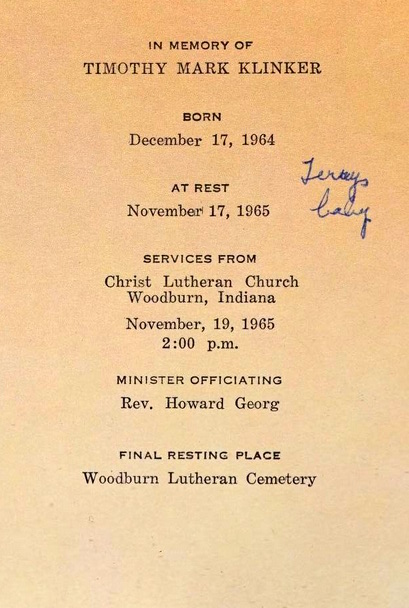 IN MEMORY OF
TIMOTHY MARK KLINKER
BORN
December 17, 1964
AT REST
November 17, 1965
Jerrys
baby
SERVICES FROM
Christ Lutheran Church
Woodburn, Indiana
November, 19, 1965
2:00 p.m.
MINISTER OFFICIATING
Rev. Howard Georg
FINAL RESTING PLACE
Woodburn Lutheran Cemetery